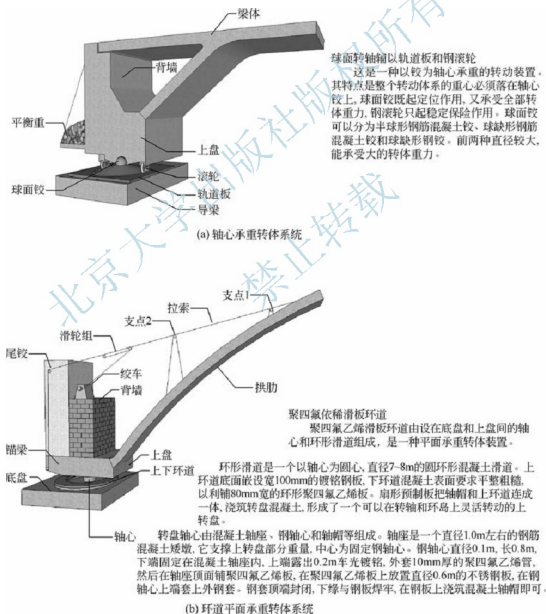 梁体
背墙
平衡重
上盘
球面铰
滚轮
轨道板
导梁
球面转轴辅以轨道板和钢滚轮
这是一种以铰为轴心承重的转动装置。
其特点是整个转动体系的重心必须落在轴心
铰上,球面铰既起定位作用,又承受全部转
体重力,钢滚轮只起稳定保险作用。球面铰
可以分为半球形钢筋混凝土铰、球缺形钢筋
混凝土铰和球缺形钢铰。前两种直径较大,
能承受大的转体重力。
(a) 轴心承重转体系统
支点1
拉索
支点2
滑轮组
尾铰
绞车
背墙
拱肋
锚梁
上盘
上下环道
底盘
轴心
聚四氟依稀滑板环道
聚四氟乙烯滑板环道由设在底盘和上盘间的轴
心和环形滑道组成，是一种平面承重转体装置。
环形滑道是一个以轴心为圆心,直径7~8m的圆环形混凝土滑道。上
环道底面嵌设宽100mm的镀铬钢板,下环道混凝土表面要求平整粗糙,
以利铺80mm宽的环形聚四氟乙烯板。扇形预制板把轴帽和上环道连成
一体,浇筑转盘混凝土,形成了一个可以在转轴和环岛上灵活转动的上
转盘。
转盘轴心由混凝土轴座、钢轴心和轴帽等组成。轴座是一个直径1.0m左右的钢筋
混凝土矮墩,它支撑上转盘部分重量,中心为固定钢轴心。钢轴心直径0.1m,长0.8m,
下端固定在混凝土轴座内,上端露出0.2m车光镀铬,外套10mm厚的聚四氟乙烯管,
然后在轴座顶面铺聚四氟乙烯板,在聚四氟乙烯板上放置直径0.6m的不锈钢板,在钢
轴心上端套上外钢套。钢套顶端封闭,下缘与钢板焊牢,在钢板上浇筑混凝土轴帽即可。
(b) 环道平面承重转体系统
北京大学出版社版权所有
禁止转载